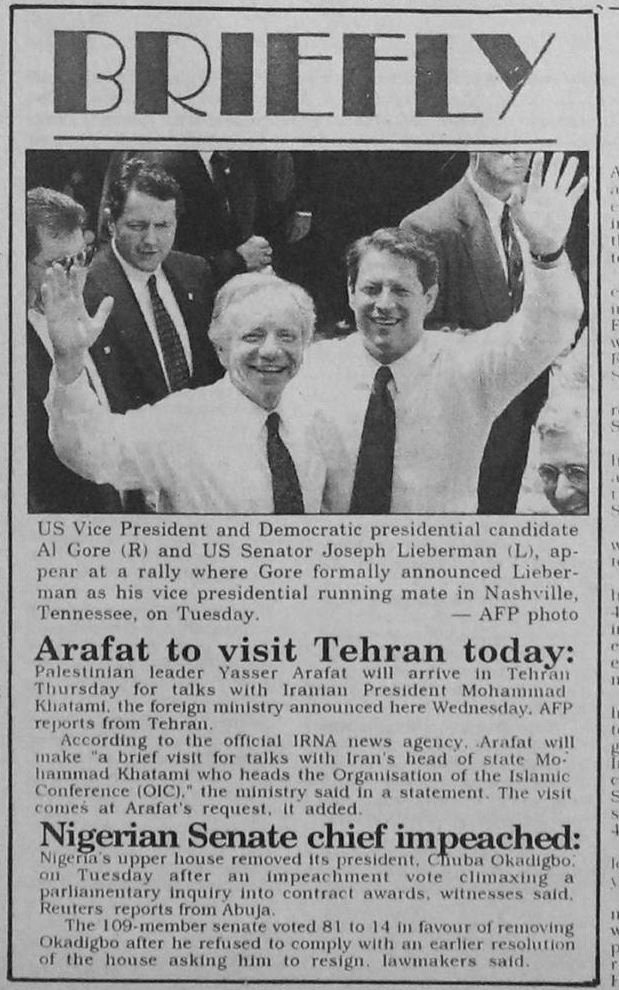 BRIEFLY
US Vice President and Democratic presidential candidate
Al Gore (R) and US Senator Joseph Lieberman (L), ap-
pear at a rally where Gore formally announced Lieber-
man as his vice presidential running mate in Nashville,
Tennessee, on Tuesday. — AFP photo
Arafat to visit Tehran today:
Palestinian leader Yasser Arafat will arrive in Tehran
Thursday for talks with Iranian President Mohammad
Khatami, the foreign ministry announced here Wednesday, AFP
reports from Tehran.
According to the official IRNA news agency, Arafat will
make "a brief visit for talks with Iran's head of state Mo-
hammad Khatami who heads the Organisation of the Islamic
Conference (OIC)," the ministry said in a statement. The visit
comes at Arafat's request, it added.
Nigerian Senate chief impeached:
Nigeria's upper house removed its president, Chuba Okadigbo,
on Tuesday after an impeachment vote climaxing a
parliamentary inquiry into contract awards, witnesses said,
Reuters reports from Abuja.
The 109-member senate voted 81 to 14 in favour of removing
Okadigbo after he refused to comply with an earlier resolution
of the house asking him to resign, lawmakers said.